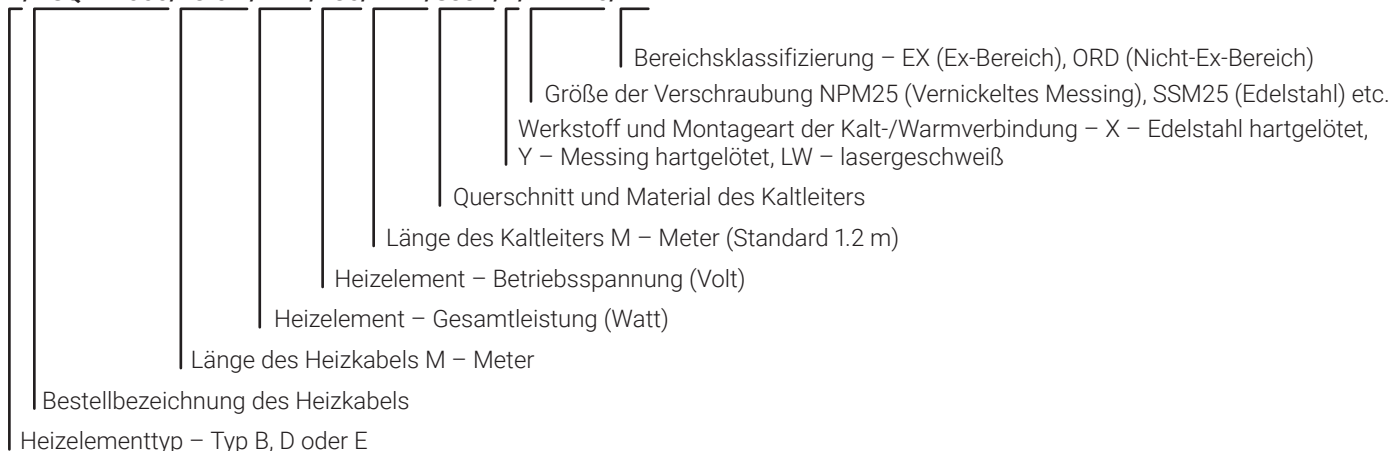 Bereichsklassifizierung – EX (Ex-Bereich), ORD (Nicht-Ex-Bereich)
Größe der Verschraubung NPM25 (Vernickeltes Messing), SSM25 (Edelstahl) etc.
Werkstoff und Montageart der Kalt-/Warmverbindung – X – Edelstahl hartgelötet,
Y – Messing hartgelötet, LW – lasergeschweiß
Querschnitt und Material des Kaltleiters
Länge des Kaltleiters M – Meter (Standard 1.2 m)
Heizelement – Betriebsspannung (Volt)
Heizelement – Gesamtleistung (Watt)
Länge des Heizkabels M – Meter
Bestellbezeichnung des Heizkabels
Heizelementtyp – Typ B, D oder E